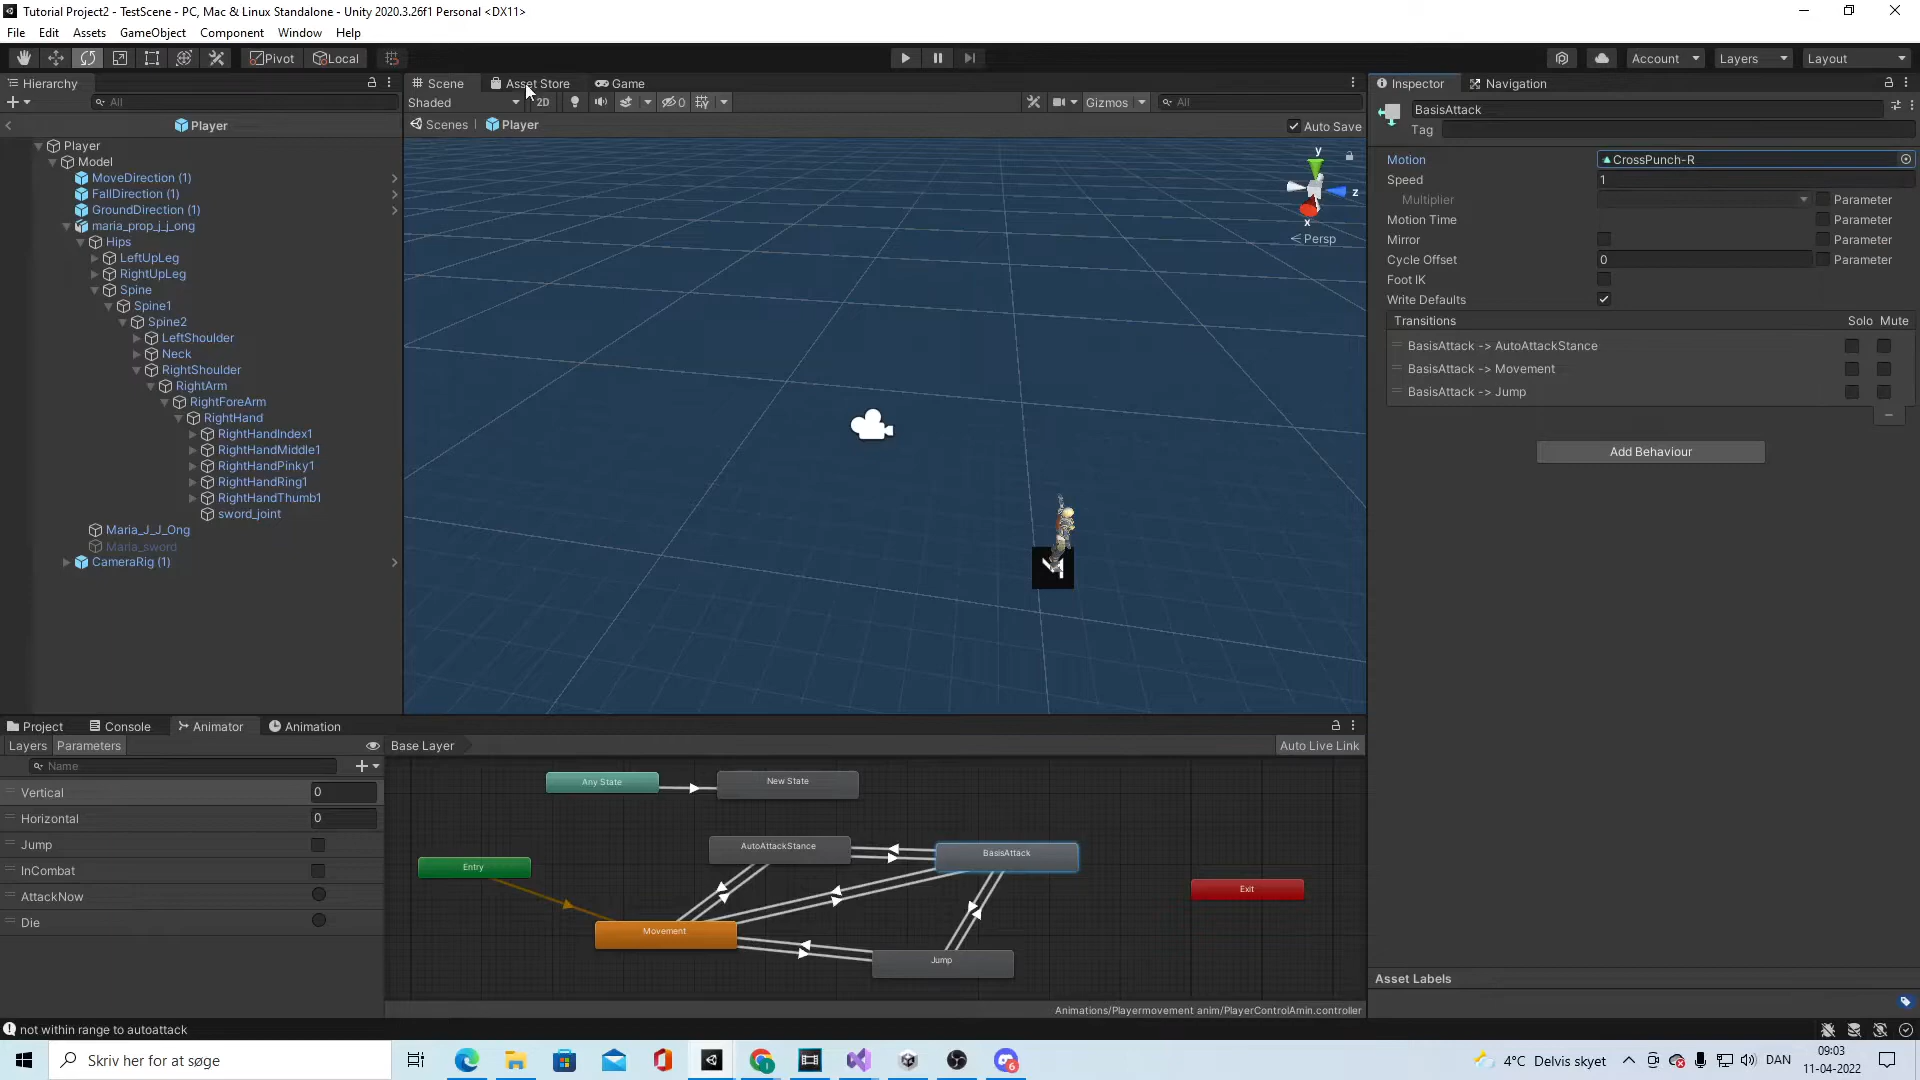 Tutorial Project2 - TestScene - PC, Mac & Linux Standalone - Unity 2020.3.26f1 Personal <DX11>
File Edit Assets GameObject Component Window Help
Pivot Local Account Layers Layout
Hierarchy
All
Player
Player
Model
MoveDirection (1)
FallDirection (1)
GroundDirection (1)
maria_prop_j_j_ong
Hips
LeftUpLeg
RightUpLeg
Spine
Spine1
Spine2
LeftShoulder
Neck
RightShoulder
RightArm
RightForeArm
RightHand
RightHandIndex1
RightHandMiddle1
RightHandPinky1
RightHandRing1
RightHandThumb1
sword_joint
Maria_J_J_Ong
Maria_sword
CameraRig (1)
Scene Asset Store Game
Shaded 2D 0 Gizmos All
Scenes Player Auto Save
y
z
x
Persp
Inspector Navigation
BasisAttack
Tag
Motion CrossPunch-R
Speed 1
Multiplier Parameter
Motion Time Parameter
Mirror Parameter
Cycle Offset 0 Parameter
Foot IK
Write Defaults
Transitions Solo Mute
BasisAttack -> AutoAttackStance
BasisAttack -> Movement
BasisAttack -> Jump
Add Behaviour
Asset Labels
Project Console Animator Animation
Layers Parameters Base Layer Auto Live Link
Name
Vertical 0
Horizontal 0
Jump
InCombat
AttackNow
Die
Any State
New State
AutoAttackStance
BasisAttack
Entry
Exit
Movement
Jump
Animations/Playermovement anim/PlayerControlAmin.controller
not within range to autoattack
Skriv her for at søge
6
4°C Delvis skyet
DAN
09:03
11-04-2022